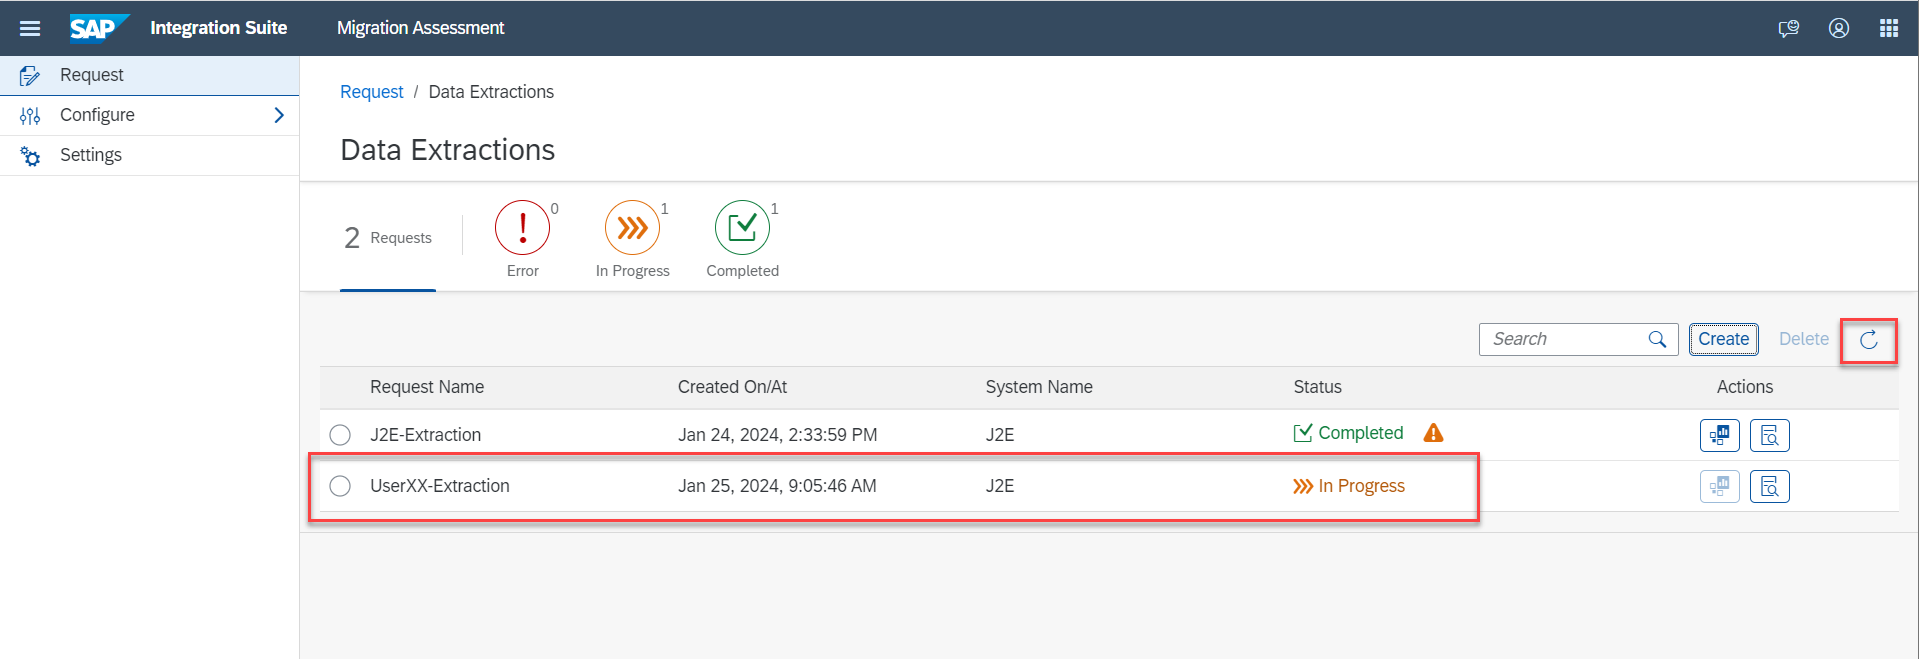 SAP Integration Suite Migration Assessment
Request
Configure
Settings
Request / Data Extractions
Data Extractions
2 Requests
0
Error
1
In Progress
1
Completed
Search Create Delete
Request Name Created On/At System Name Status Actions
J2E-Extraction Jan 24, 2024, 2:33:59 PM J2E Completed
UserXX-Extraction Jan 25, 2024, 9:05:46 AM J2E In Progress